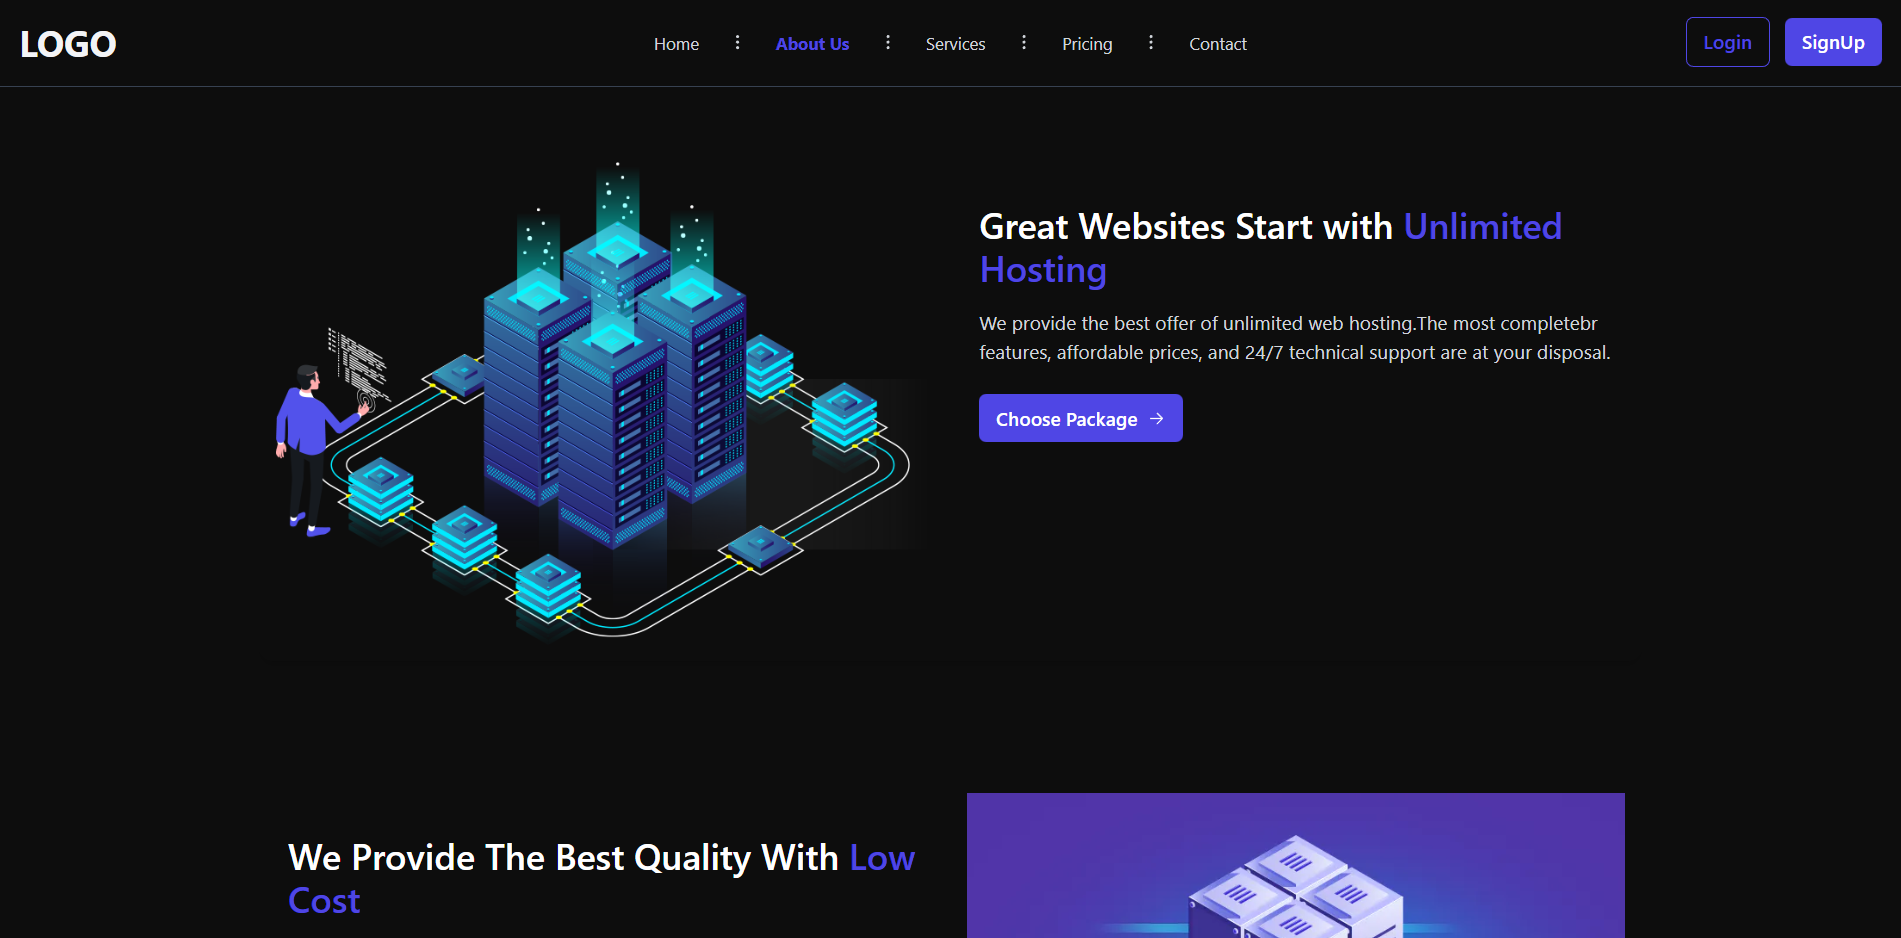 LOGO
Home
About Us
Services
Pricing
Contact
Login
SignUp
Great Websites Start with Unlimited
Hosting
We provide the best offer of unlimited web hosting.The most completebr
features, affordable prices, and 24/7 technical support are at your disposal.
Choose Package
We Provide The Best Quality With Low
Cost